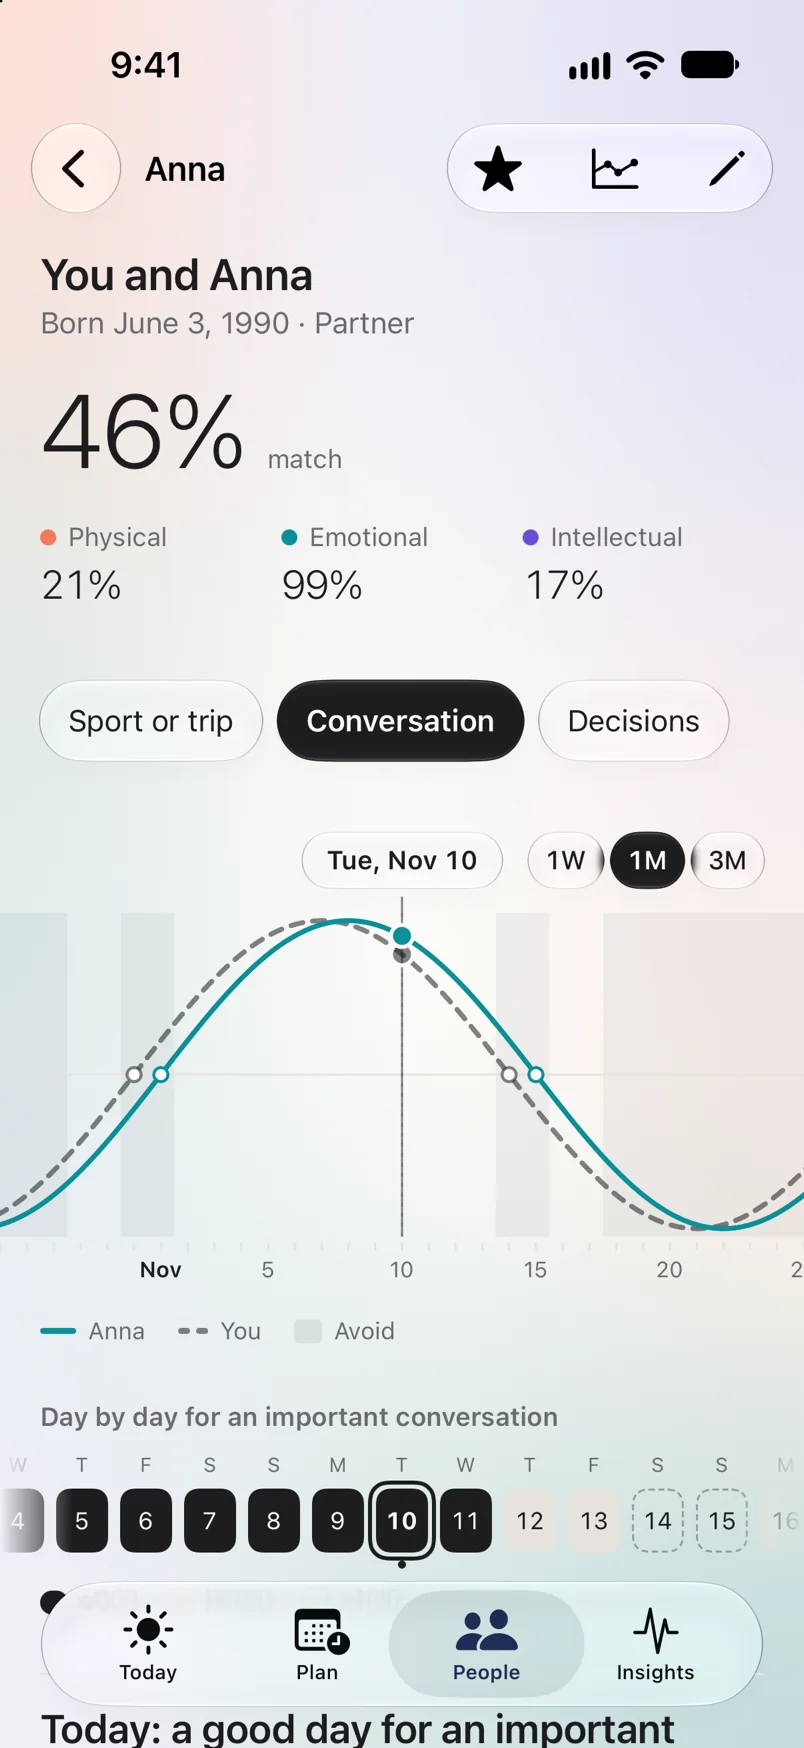 9:41
Anna
You and Anna
Born June 3, 1990 · Partner
46% match
Physical Emotional Intellectual
21% 99% 17%
Sport or trip Conversation Decisions
Tue, Nov 10 1W 1M 3M
Nov 5 10 15 20 2
Anna You Avoid
Day by day for an important conversation
W T F S S M T W T F S S M
4 5 6 7 8 9 10 11 12 13 14 15 16
Today Plan People Insights
Today: a good day for an important